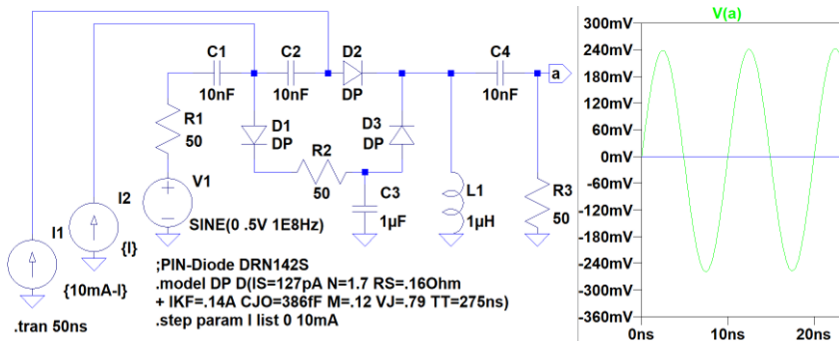 V(a)
C1
10nF
C2
10nF
D2
DP
C4
10nF
a
R1
50
D1
DP
D3
DP
R2
50
C3
1µF
L1
1µH
R3
50
V1
SINE(0 .5V 1E8Hz)
I2
{I}
I1
{10mA-I}
.tran 50ns
;PIN-Diode DRN142S
.model DP D(IS=127pA N=1.7 RS=.16Ohm
+ IKF=.14A CJO=386fF M=.12 VJ=.79 TT=275ns)
.step param I list 0 10mA
300mV
240mV
180mV
120mV
60mV
0mV
-60mV
-120mV
-180mV
-240mV
-300mV
-360mV
0ns 10ns 20ns